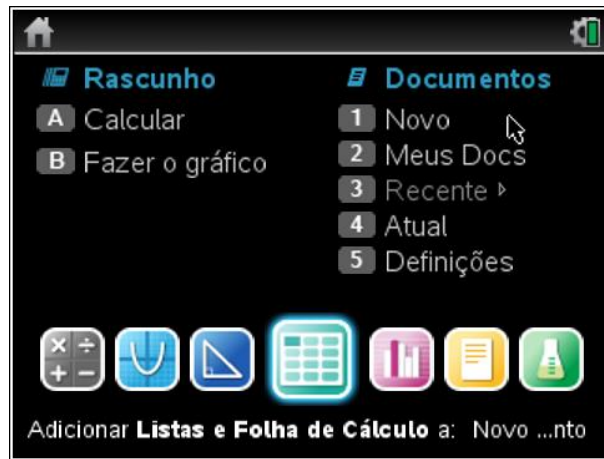 Rascunho
A Calcular
B Fazer o gráfico
Documentos
1 Novo
2 Meus Docs
3 Recente ▹
4 Atual
5 Definições
Adicionar Listas e Folha de Cálculo a: Novo ...nto